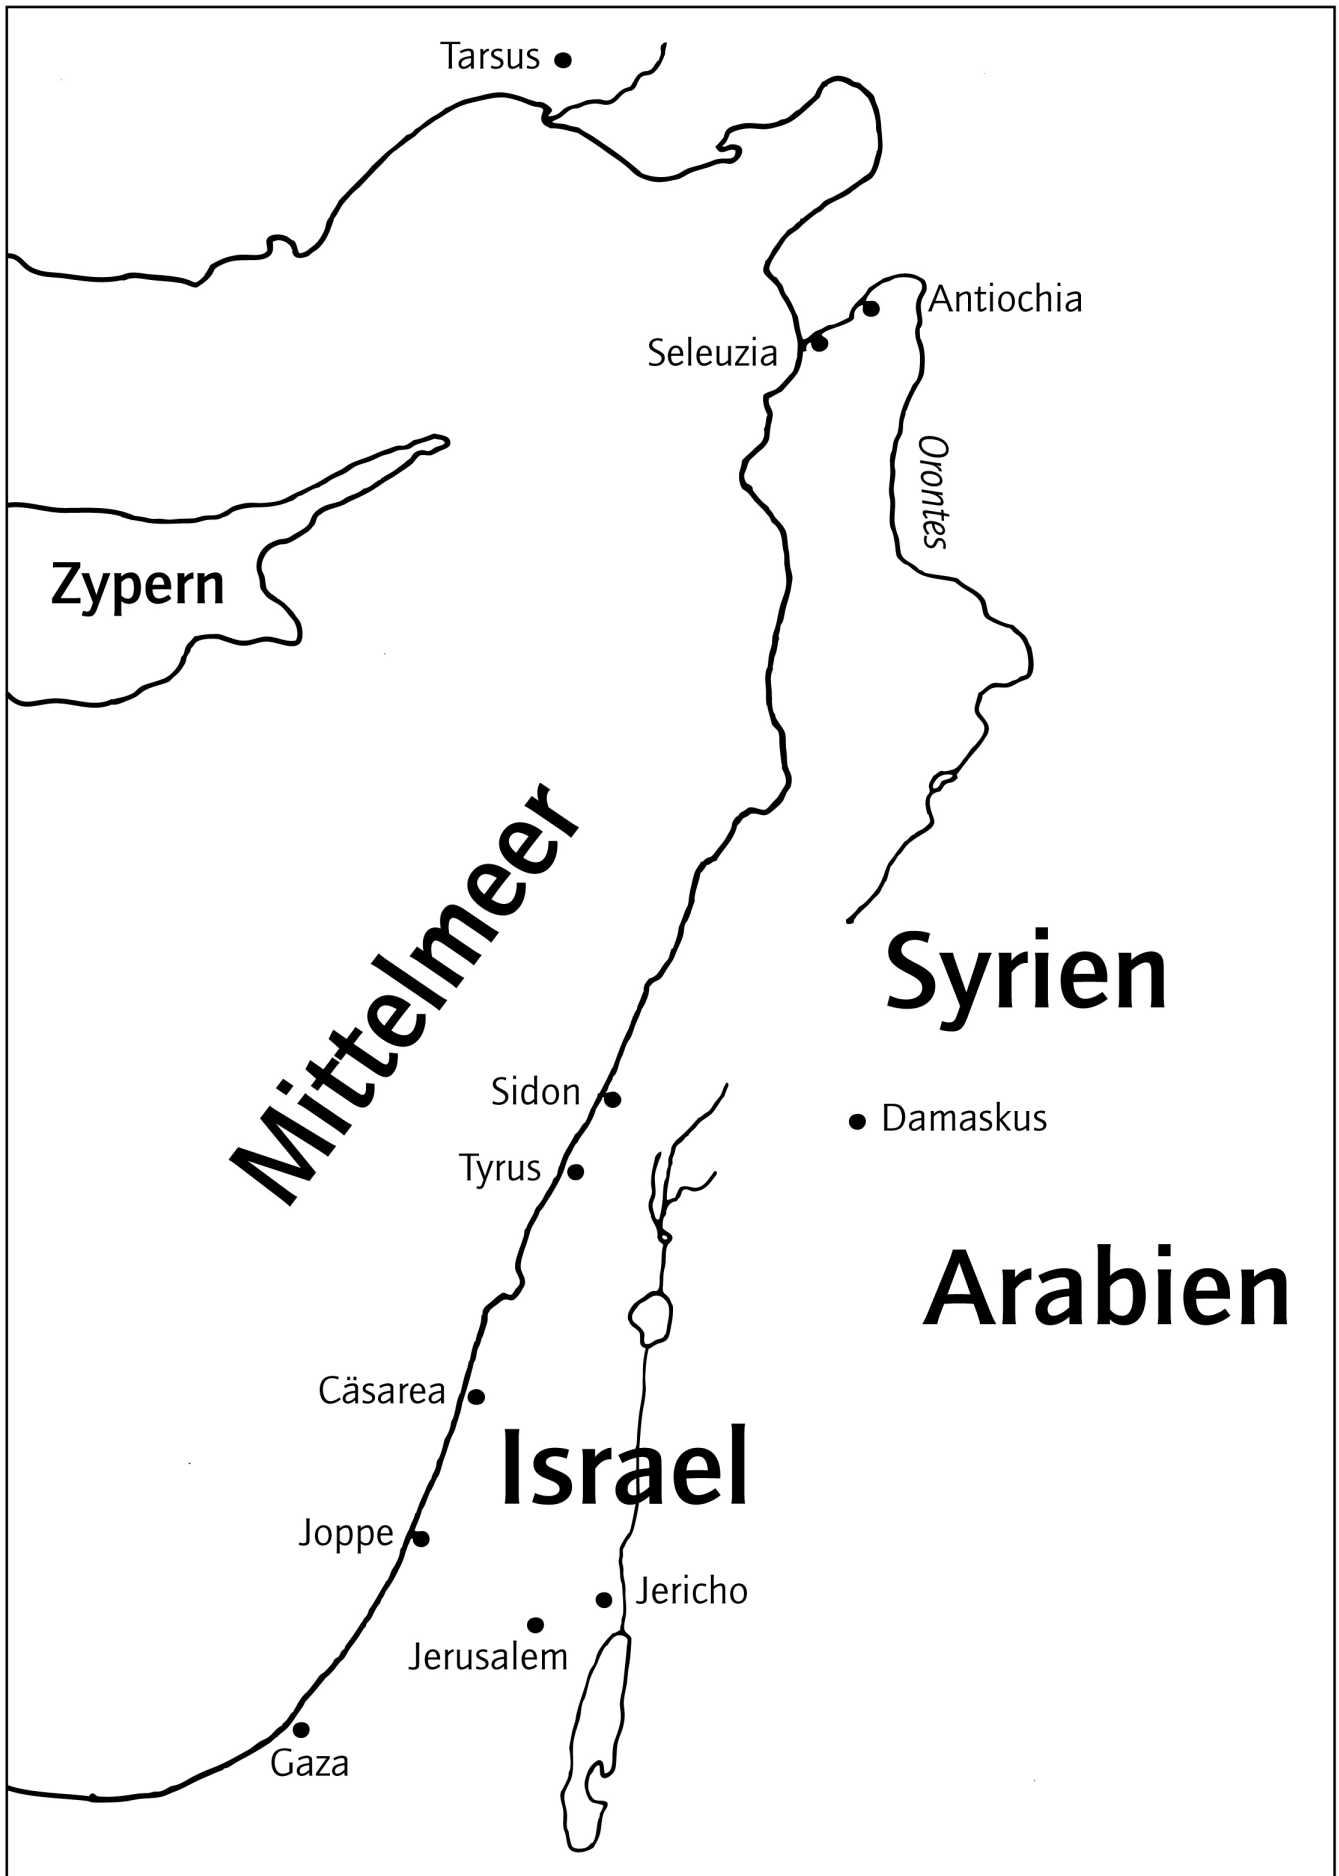 Tarsus
Antiochia
Seleuzia
Orontes
Zypern
Mittelmeer
Syrien
Sidon
Damaskus
Tyrus
Arabien
Cäsarea
Israel
Joppe
Jericho
Jerusalem
Gaza